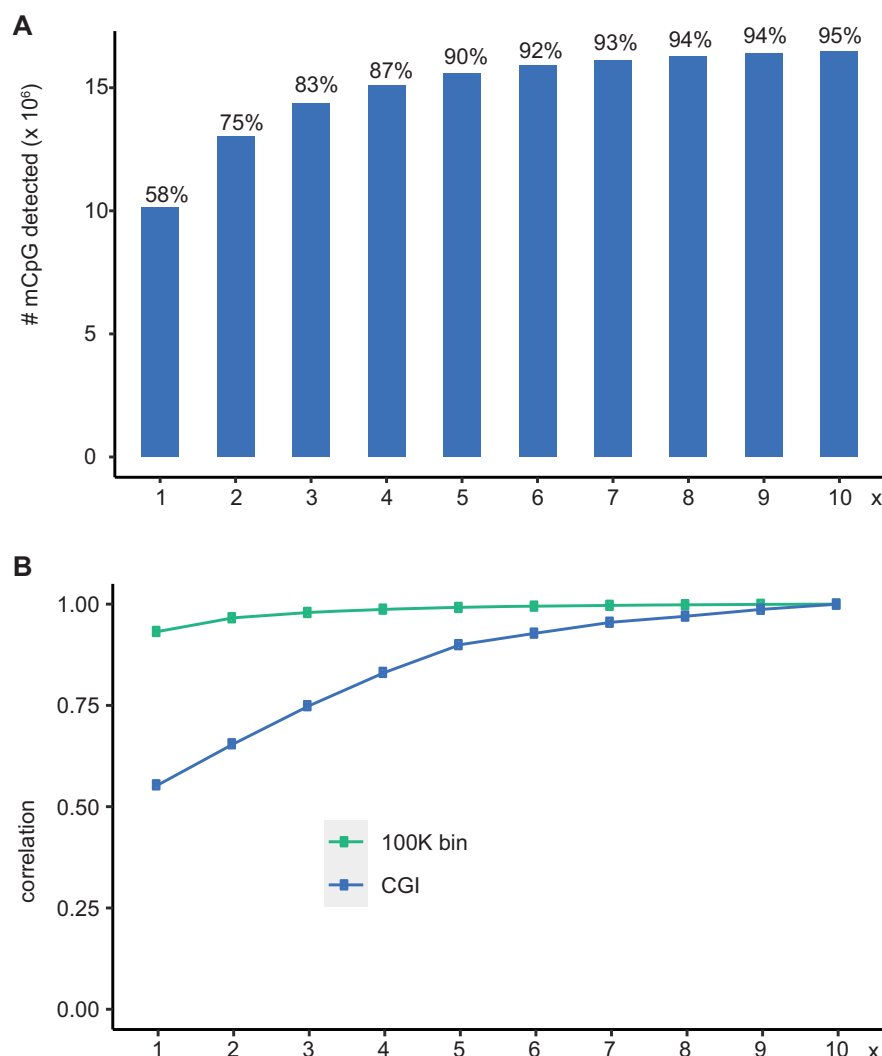 A
# mCpG detected (x 10⁶)
58% 75% 83% 87% 90% 92% 93% 94% 94% 95%
15
10
5
0
1 2 3 4 5 6 7 8 9 10 x
B
correlation
1.00
0.75
0.50
0.25
0.00
100K bin
CGI
1 2 3 4 5 6 7 8 9 10 x